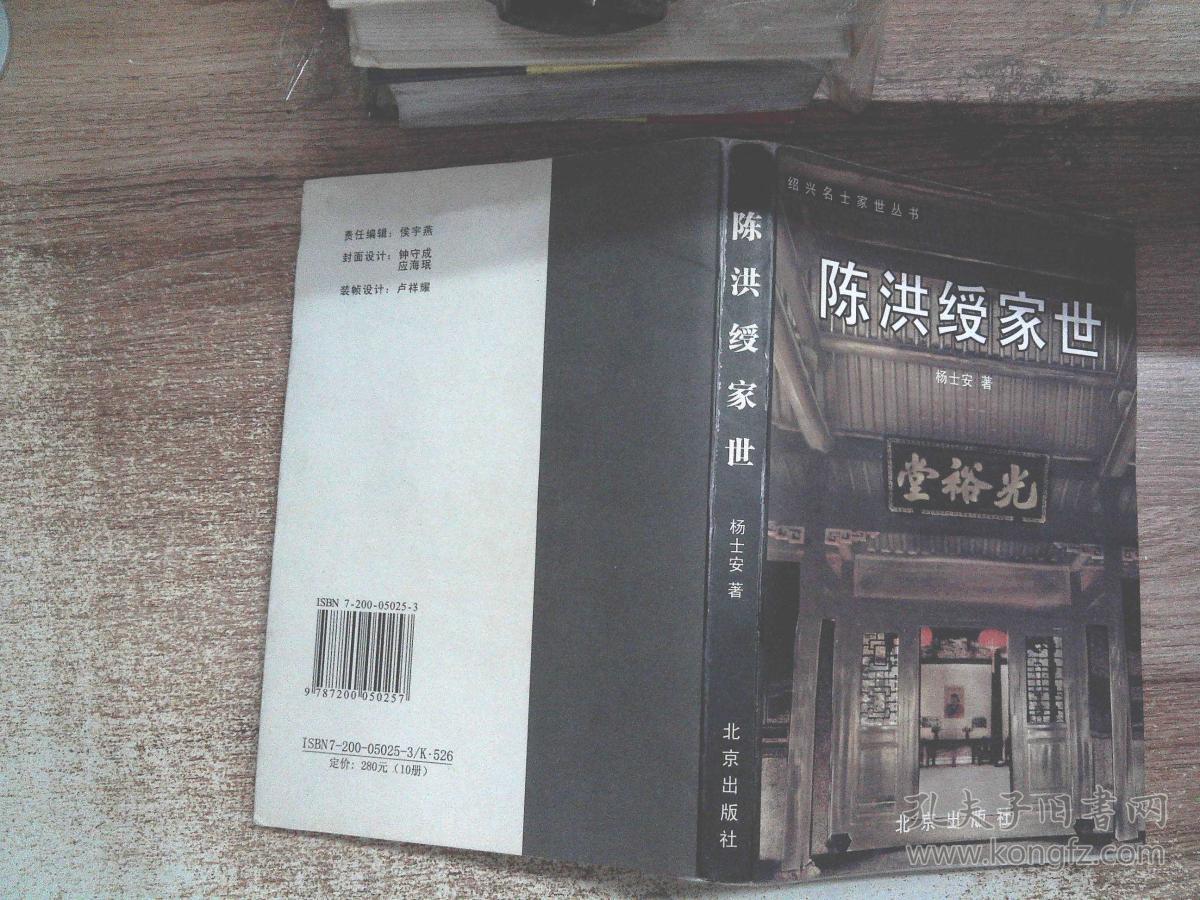 责任编辑：侯宇燕
封面设计：钟守成
应海珉
装帧设计：卢祥耀
ISBN 7-200-05025-3
9 787200 050257
ISBN7-200-05025-3/K·526
定价：280元（10册）
陈洪绶家世
杨士安 著
北京出版社
绍兴名士家世丛书
陈洪绶家世
杨士安 著
堂裕光
北京出版社
孔夫子旧書网
www.kongfz.com